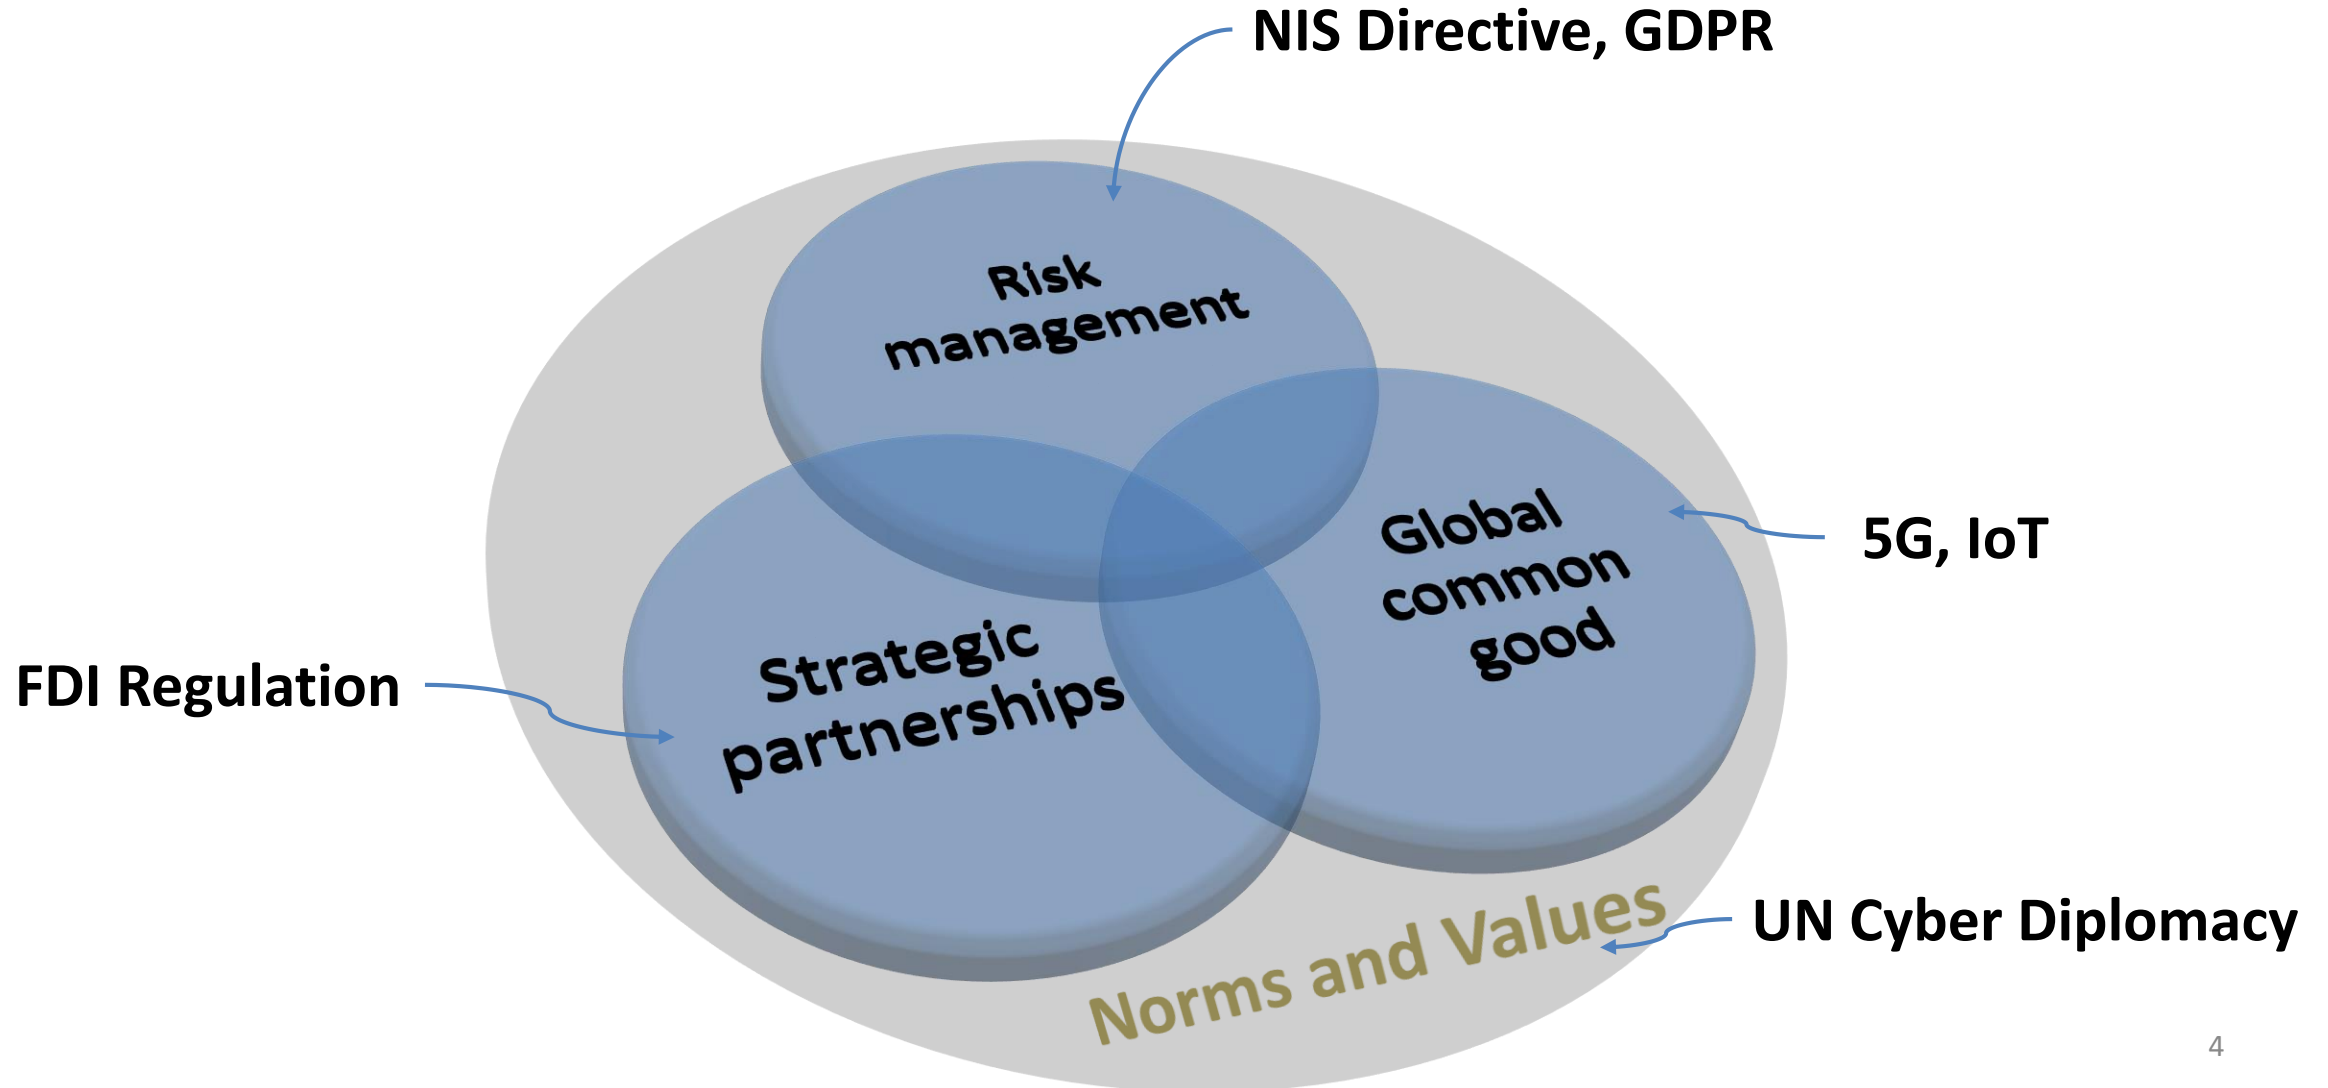 NIS Directive, GDPR
Risk
management
Global
common
good
5G, IoT
Strategic
partnerships
FDI Regulation
UN Cyber Diplomacy
Norms and Values
4